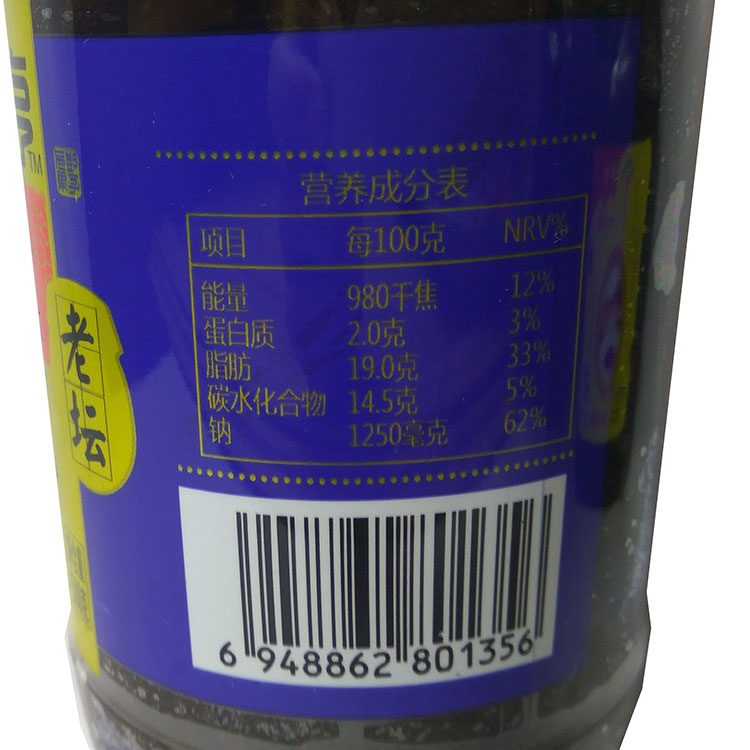 TM
老坛
营养成分表
项目 每100克 NRV%
能量 980千焦 12%
蛋白质 2.0克 3%
脂肪 19.0克 33%
碳水化合物 14.5克 5%
钠 1250毫克 62%
6 948862 801356